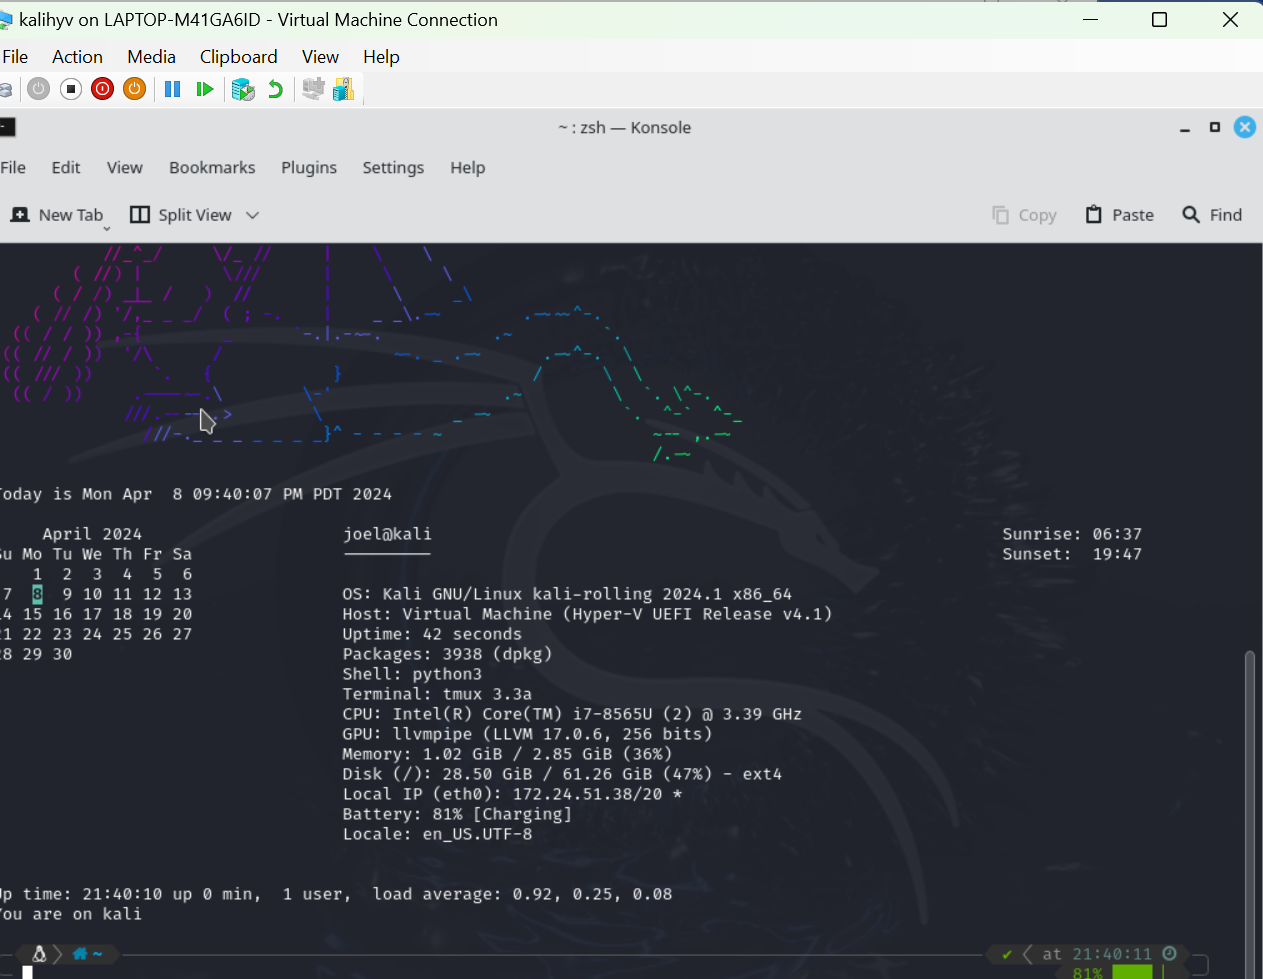 kalihyv on LAPTOP-M41GA6ID - Virtual Machine Connection
File Action Media Clipboard View Help
~ : zsh — Konsole
File Edit View Bookmarks Plugins Settings Help
New Tab Split View Copy Paste Find
Today is Mon Apr  8 09:40:07 PM PDT 2024
April 2024 joel@kali Sunrise: 06:37
Su Mo Tu We Th Fr Sa Sunset: 19:47
1 2 3 4 5 6
7 8 9 10 11 12 13 OS: Kali GNU/Linux kali-rolling 2024.1 x86_64
14 15 16 17 18 19 20 Host: Virtual Machine (Hyper-V UEFI Release v4.1)
21 22 23 24 25 26 27 Uptime: 42 seconds
28 29 30 Packages: 3938 (dpkg)
Shell: python3
Terminal: tmux 3.3a
CPU: Intel(R) Core(TM) i7-8565U (2) @ 3.39 GHz
GPU: llvmpipe (LLVM 17.0.6, 256 bits)
Memory: 1.02 GiB / 2.85 GiB (36%)
Disk (/): 28.50 GiB / 61.26 GiB (47%) - ext4
Local IP (eth0): 172.24.51.38/20 *
Battery: 81% [Charging]
Locale: en_US.UTF-8
Up time: 21:40:10 up 0 min,  1 user,  load average: 0.92, 0.25, 0.08
You are on kali
~ ✔ at 21:40:11
81%